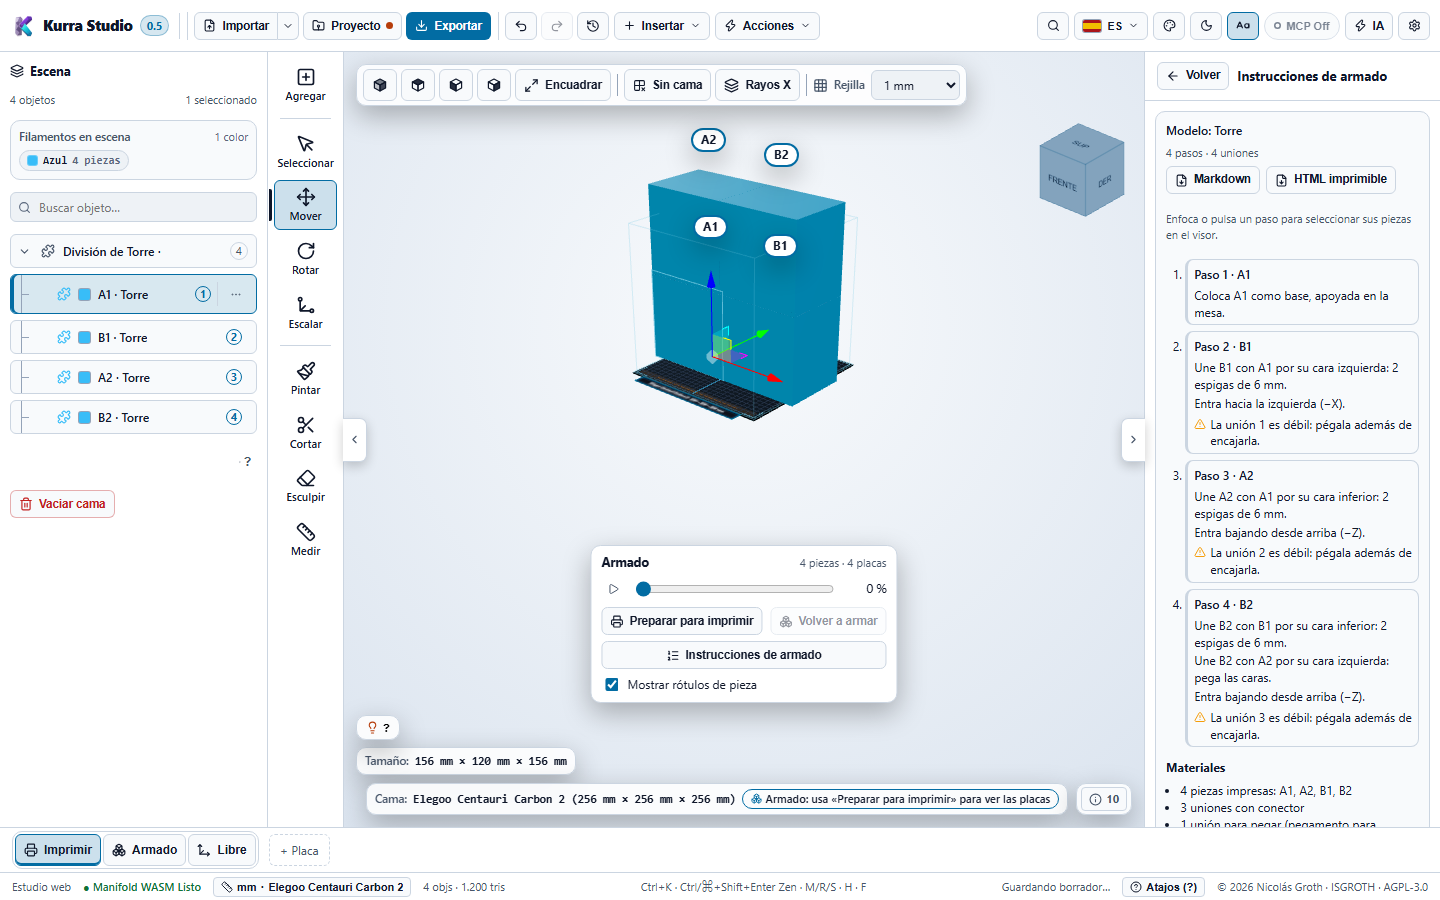 Kurra Studio 0.5 Importar Proyecto Exportar Insertar Acciones ES Aa MCP Off IA
Escena
4 objetos 1 seleccionado
Filamentos en escena 1 color
Azul 4 piezas
Buscar objeto...
División de Torre · 4
A1 · Torre 1 ...
B1 · Torre 2
A2 · Torre 3
B2 · Torre 4
· ?
Vaciar cama
Agregar
Seleccionar
Mover
Rotar
Escalar
Pintar
Cortar
Esculpir
Medir
Encuadrar Sin cama Rayos X Rejilla 1 mm
A2
B2
A1
B1
SUP
FRENTE
DER
Armado 4 piezas · 4 placas
0 %
Preparar para imprimir Volver a armar
Instrucciones de armado
Mostrar rótulos de pieza
?
Tamaño: 156 mm × 120 mm × 156 mm
Cama: Elegoo Centauri Carbon 2 (256 mm × 256 mm × 256 mm) Armado: usa «Preparar para imprimir» para ver las placas 10
Volver Instrucciones de armado
Modelo: Torre
4 pasos · 4 uniones
Markdown HTML imprimible
Enfoca o pulsa un paso para seleccionar sus piezas
en el visor.
1. Paso 1 · A1
Coloca A1 como base, apoyada en la
mesa.
2. Paso 2 · B1
Une B1 con A1 por su cara izquierda: 2
espigas de 6 mm.
Entra hacia la izquierda (−X).
La unión 1 es débil: pégala además de
encajarla.
3. Paso 3 · A2
Une A2 con A1 por su cara inferior: 2
espigas de 6 mm.
Entra bajando desde arriba (−Z).
La unión 2 es débil: pégala además de
encajarla.
4. Paso 4 · B2
Une B2 con B1 por su cara inferior: 2
espigas de 6 mm.
Une B2 con A2 por su cara izquierda:
pega las caras.
Entra bajando desde arriba (−Z).
La unión 3 es débil: pégala además de
encajarla.
Materiales
• 4 piezas impresas: A1, A2, B1, B2
• 3 uniones con conector
• 1 unión para pegar (pegamento para
Imprimir Armado Libre + Placa
Estudio web ● Manifold WASM Listo mm · Elegoo Centauri Carbon 2 4 objs · 1.200 tris Ctrl+K · Ctrl/⌘+Shift+Enter Zen · M/R/S · H · F Guardando borrador... Atajos (?) © 2026 Nicolás Groth · ISGROTH · AGPL-3.0